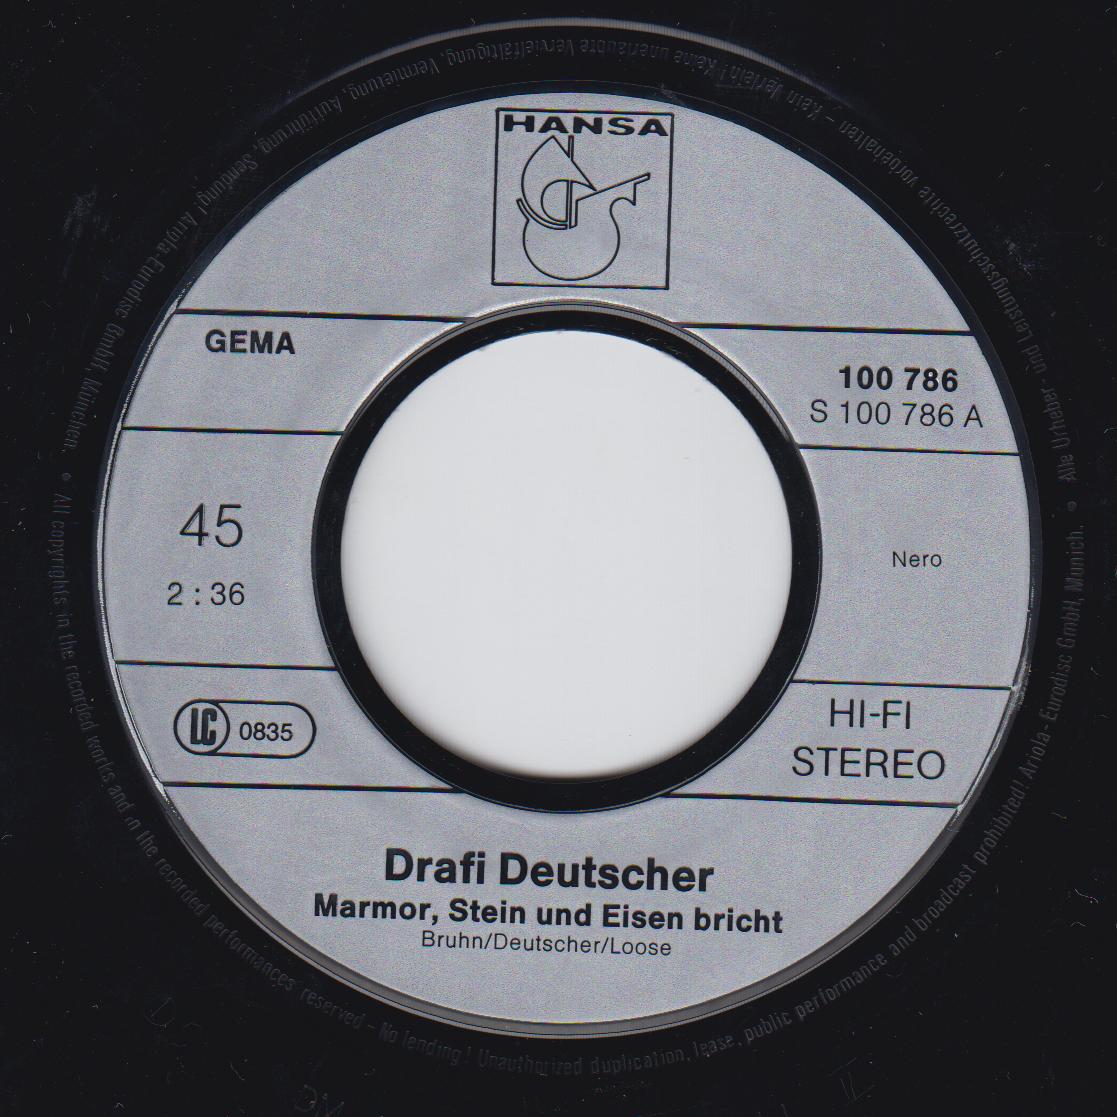 HANSA
GEMA
100 786
S 100 786 A
45
2 : 36
Nero
LC 0835
HI-FI
STEREO
Drafi Deutscher
Marmor, Stein und Eisen bricht
Bruhn/Deutscher/Loose
Alle Urheber- und Leistungsschutzrechte vorbehalten – Kein Verleih! Keine unerlaubte Vervielfältigung, Vermietung, Aufführung, Sendung! Ariola-Eurodisc GmbH, München. •
All copyrights in the recorded works and in the recorded performances reserved – No lending! Unauthorized duplication, lease, public performance and broadcast prohibited! Ariola-Eurodisc GmbH, Munich. •